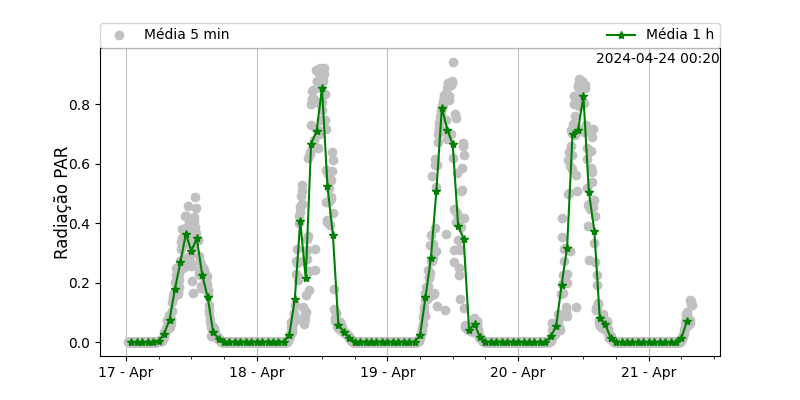 Média 5 min
Média 1 h
2024-04-24 00:20
Radiação PAR
0.8
0.6
0.4
0.2
0.0
17 - Apr
18 - Apr
19 - Apr
20 - Apr
21 - Apr